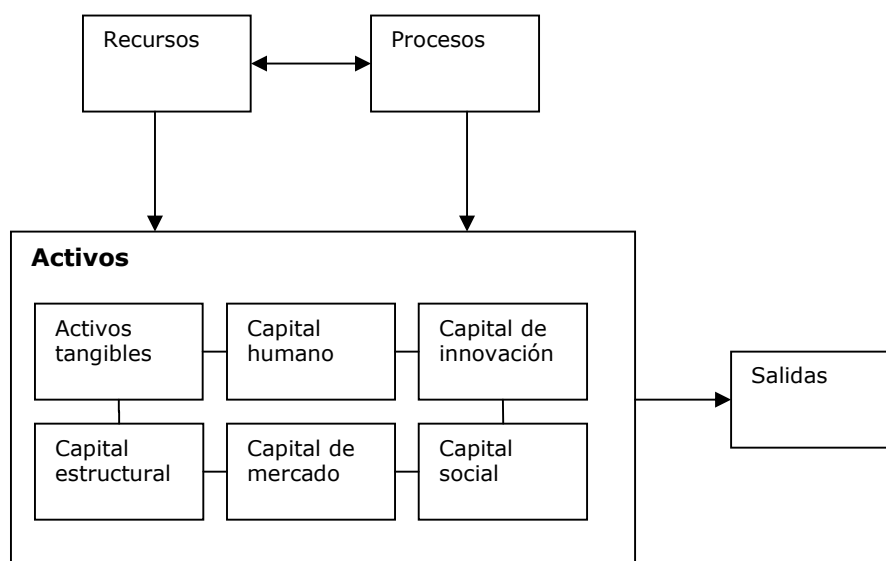 Recursos
Procesos
Activos
Activos
tangibles
Capital
humano
Capital de
innovación
Salidas
Capital
estructural
Capital de
mercado
Capital
social